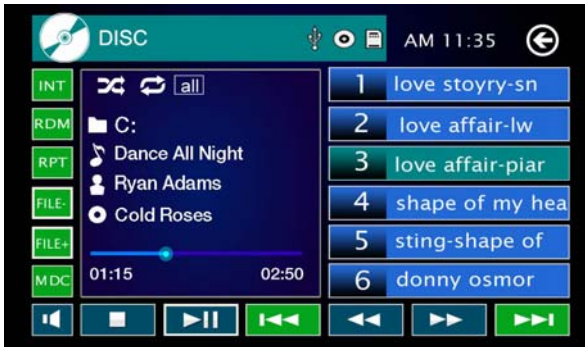 DISC
AM 11:35
INT
RDM
RPT
FILE-
FILE+
MDC
all
C:
Dance All Night
Ryan Adams
Cold Roses
01:15 02:50
1 love stoyry-sn
2 love affair-lw
3 love affair-piar
4 shape of my hea
5 sting-shape of
6 donny osmor